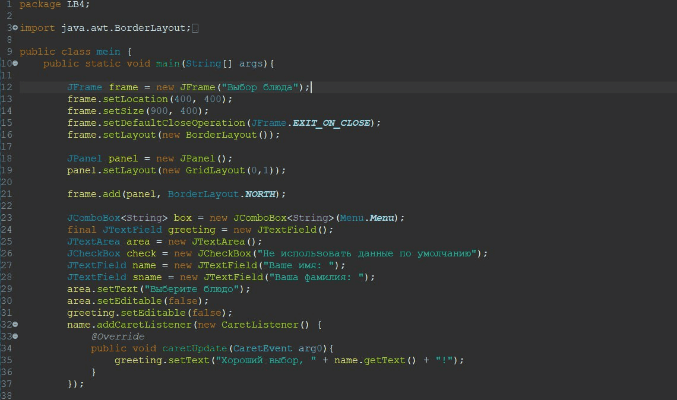 1 package LB4;
2
3 import java.awt.BorderLayout;
8
9 public class mein {
10 public static void main(String[] args){
11
12 JFrame frame = new JFrame("Выбор блюда");
13 frame.setLocation(400, 400);
14 frame.setSize(900, 400);
15 frame.setDefaultCloseOperation(JFrame.EXIT_ON_CLOSE);
16 frame.setLayout(new BorderLayout());
17
18 JPanel panel = new JPanel();
19 panel.setLayout(new GridLayout(0,1));
20
21 frame.add(panel, BorderLayout.NORTH);
22
23 JComboBox<String> box = new JComboBox<String>(Menu.Menu);
24 final JTextField greeting = new JTextField();
25 JTextArea area = new JTextArea();
26 JCheckBox check = new JCheckBox("Не использовать данные по умолчанию");
27 JTextField name = new JTextField("Ваше имя: ");
28 JTextField sname = new JTextField("Ваша фамилия: ");
29 area.setText("Выберите блюдо");
30 area.setEditable(false);
31 greeting.setEditable(false);
32 name.addCaretListener(new CaretListener() {
33 @Override
34 public void caretUpdate(CaretEvent arg0){
35 greeting.setText("Хороший выбор, " + name.getText() + "!");
36 }
37 });
38